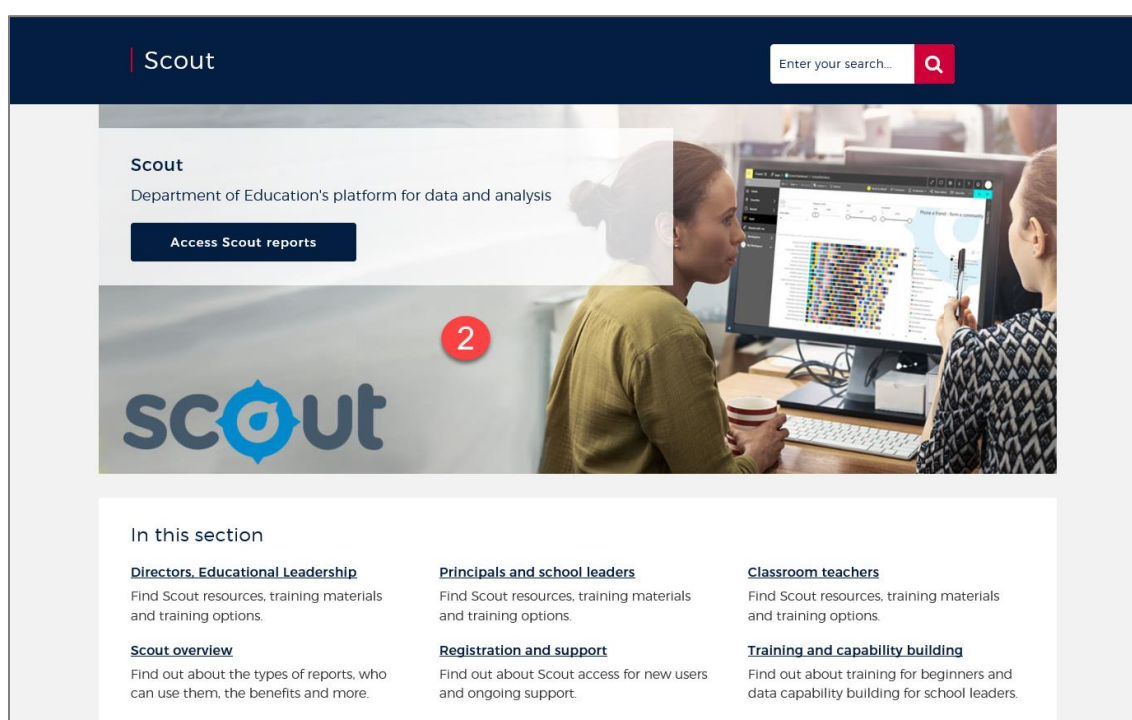 Scout
Enter your search...
Scout
Department of Education's platform for data and analysis
Access Scout reports
2
scout
In this section
Directors, Educational Leadership
Find Scout resources, training materials
and training options.
Principals and school leaders
Find Scout resources, training materials
and training options.
Classroom teachers
Find Scout resources, training materials
and training options.
Scout overview
Find out about the types of reports, who
can use them, the benefits and more.
Registration and support
Find out about Scout access for new users
and ongoing support.
Training and capability building
Find out about training for beginners and
data capability building for school leaders.